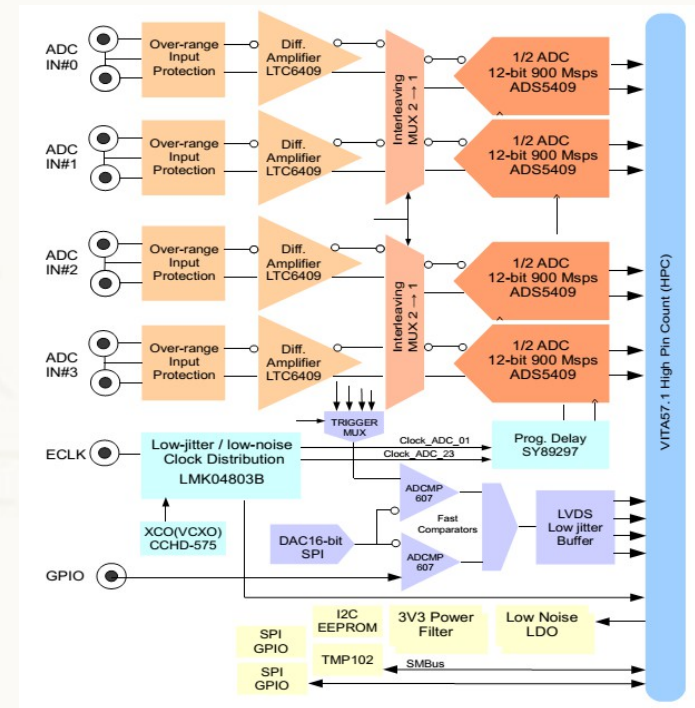 ADC
IN#0
Over-range
Input
Protection
Diff.
Amplifier
LTC6409
Interleaving
MUX 2 → 1
1/2 ADC
12-bit 900 Msps
ADS5409
ADC
IN#1
Over-range
Input
Protection
Diff.
Amplifier
LTC6409
1/2 ADC
12-bit 900 Msps
ADS5409
ADC
IN#2
Over-range
Input
Protection
Diff.
Amplifier
LTC6409
Interleaving
MUX 2 → 1
1/2 ADC
12-bit 900 Msps
ADS5409
ADC
IN#3
Over-range
Input
Protection
Diff.
Amplifier
LTC6409
1/2 ADC
12-bit 900 Msps
ADS5409
VITA57.1 High Pin Count (HPC)
TRIGGER
MUX
ECLK
Low-jitter / low-noise
Clock Distribution
LMK04803B
Clock_ADC_01
Clock_ADC_23
Prog. Delay
SY89297
XCO(VCXO)
CCHD-575
DAC16-bit
SPI
ADCMP
607
Fast
Comparators
ADCMP
607
LVDS
Low jitter
Buffer
GPIO
SPI
GPIO
I2C
EEPROM
3V3 Power
Filter
Low Noise
LDO
SPI
GPIO
TMP102
SMBus